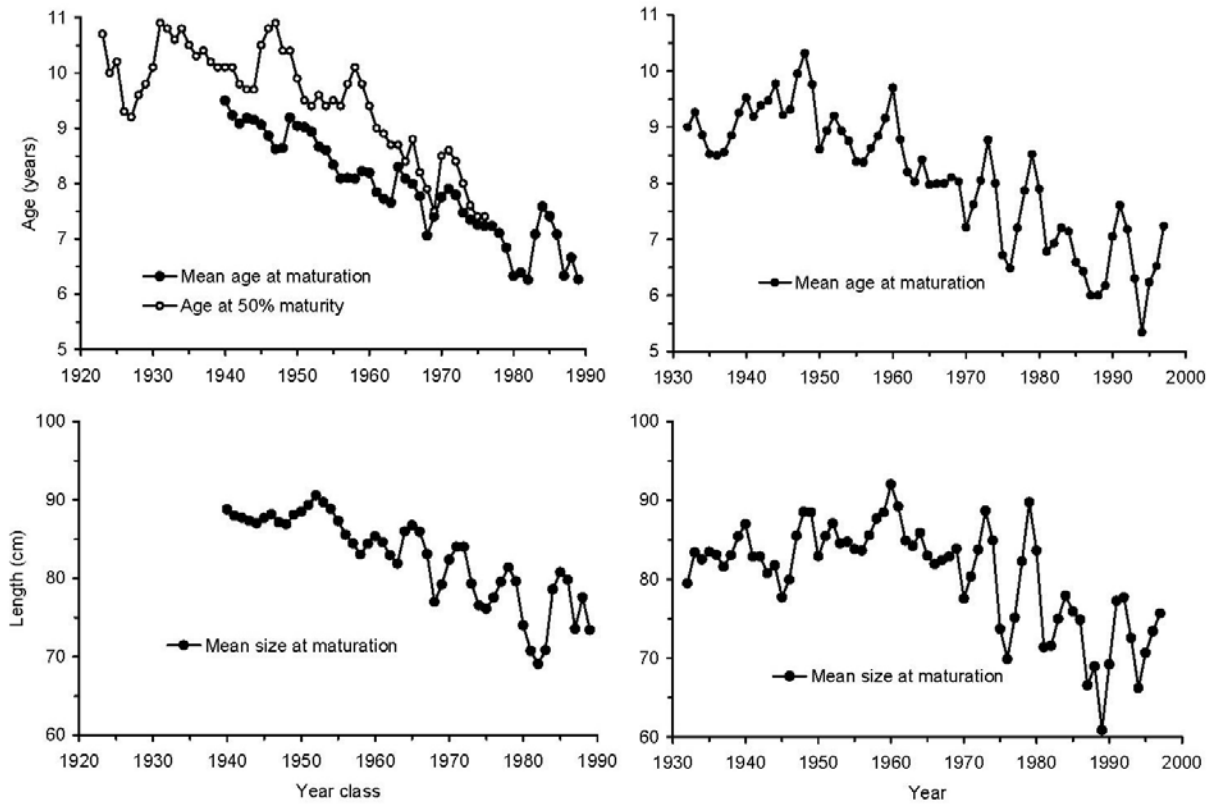 11
10
9
8
7
6
5
Age (years)
Mean age at maturation
Age at 50% maturity
1920 1930 1940 1950 1960 1970 1980 1990
11
10
9
8
7
6
5
Mean age at maturation
1930 1940 1950 1960 1970 1980 1990 2000
100
90
80
70
60
Length (cm)
Mean size at maturation
1920 1930 1940 1950 1960 1970 1980 1990
Year class
100
90
80
70
60
Mean size at maturation
1930 1940 1950 1960 1970 1980 1990 2000
Year